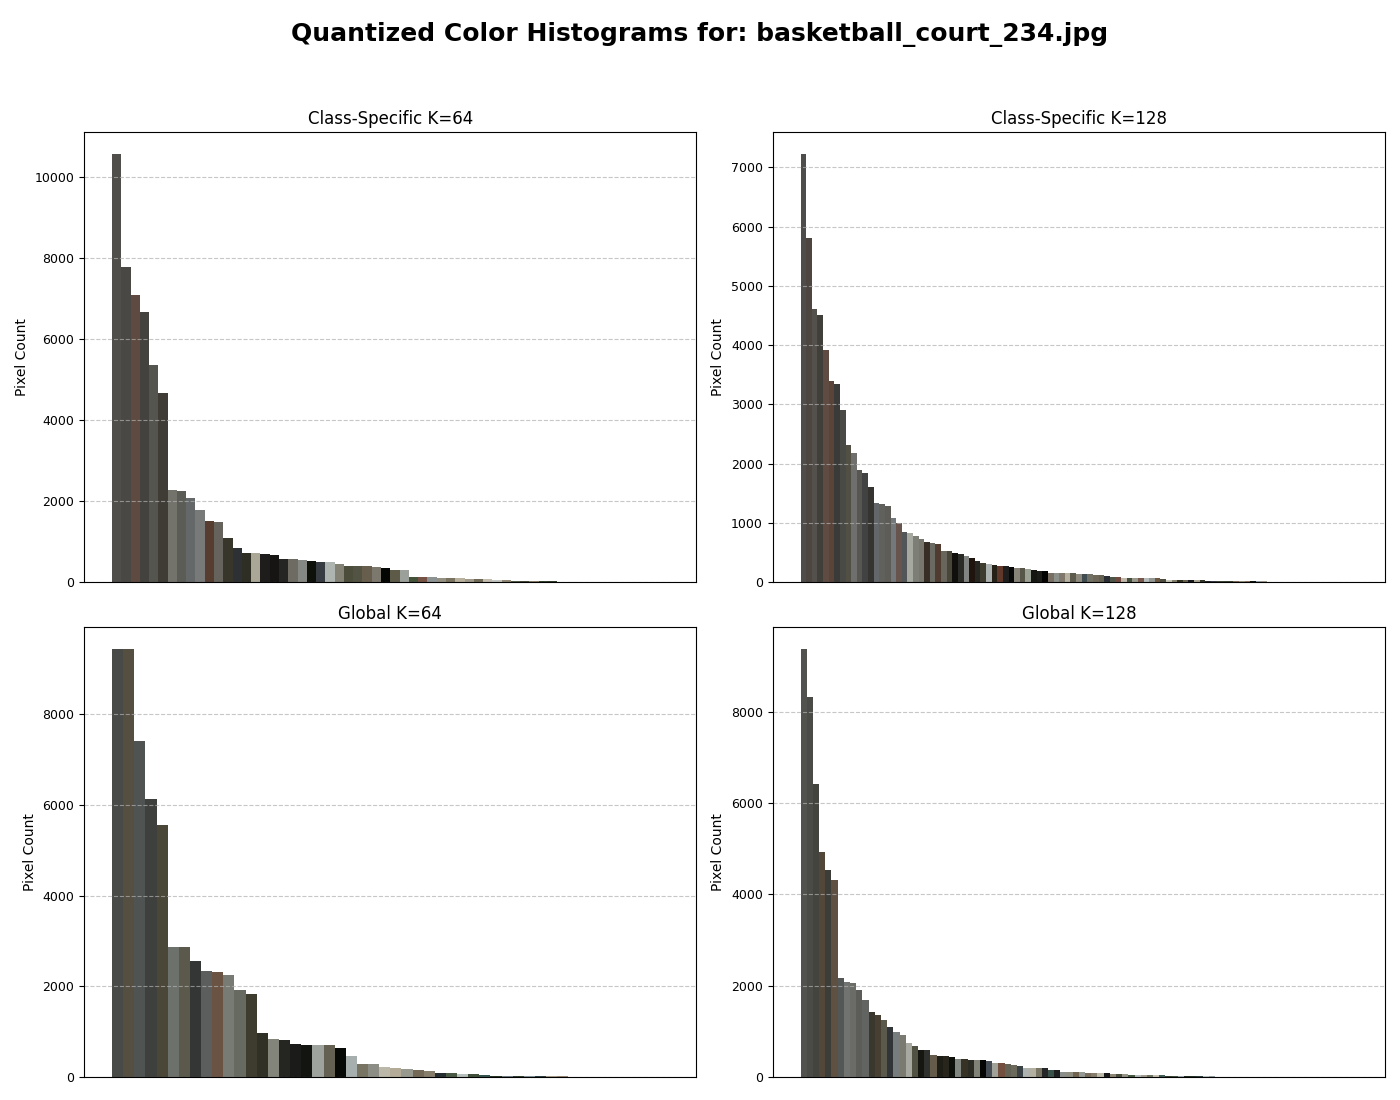 Quantized Color Histograms for: basketball_court_234.jpg
Class-Specific K=64
Pixel Count
10000
8000
6000
4000
2000
0
Class-Specific K=128
Pixel Count
7000
6000
5000
4000
3000
2000
1000
0
Global K=64
Pixel Count
8000
6000
4000
2000
0
Global K=128
Pixel Count
8000
6000
4000
2000
0